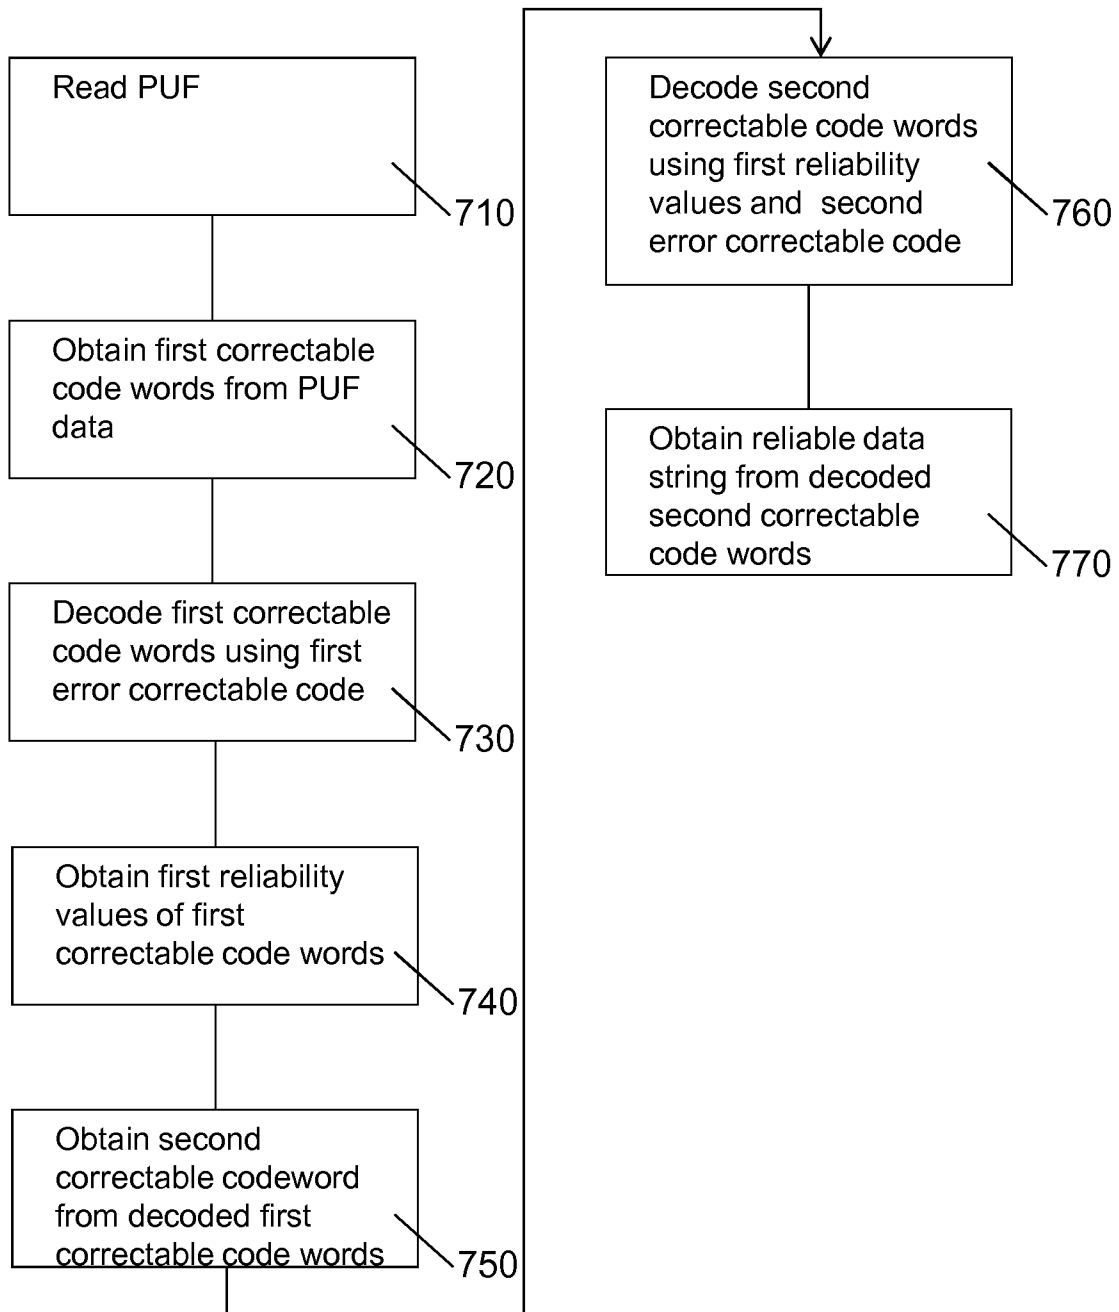 Read PUF
710
Obtain first correctable
code words from PUF
data
720
Decode first correctable
code words using first
error correctable code
730
Obtain first reliability
values of first
correctable code words
740
Obtain second
correctable codeword
from decoded first
correctable code words
750
Decode second
correctable code words
using first reliability
values and second
error correctable code
760
Obtain reliable data
string from decoded
second correctable
code words
770